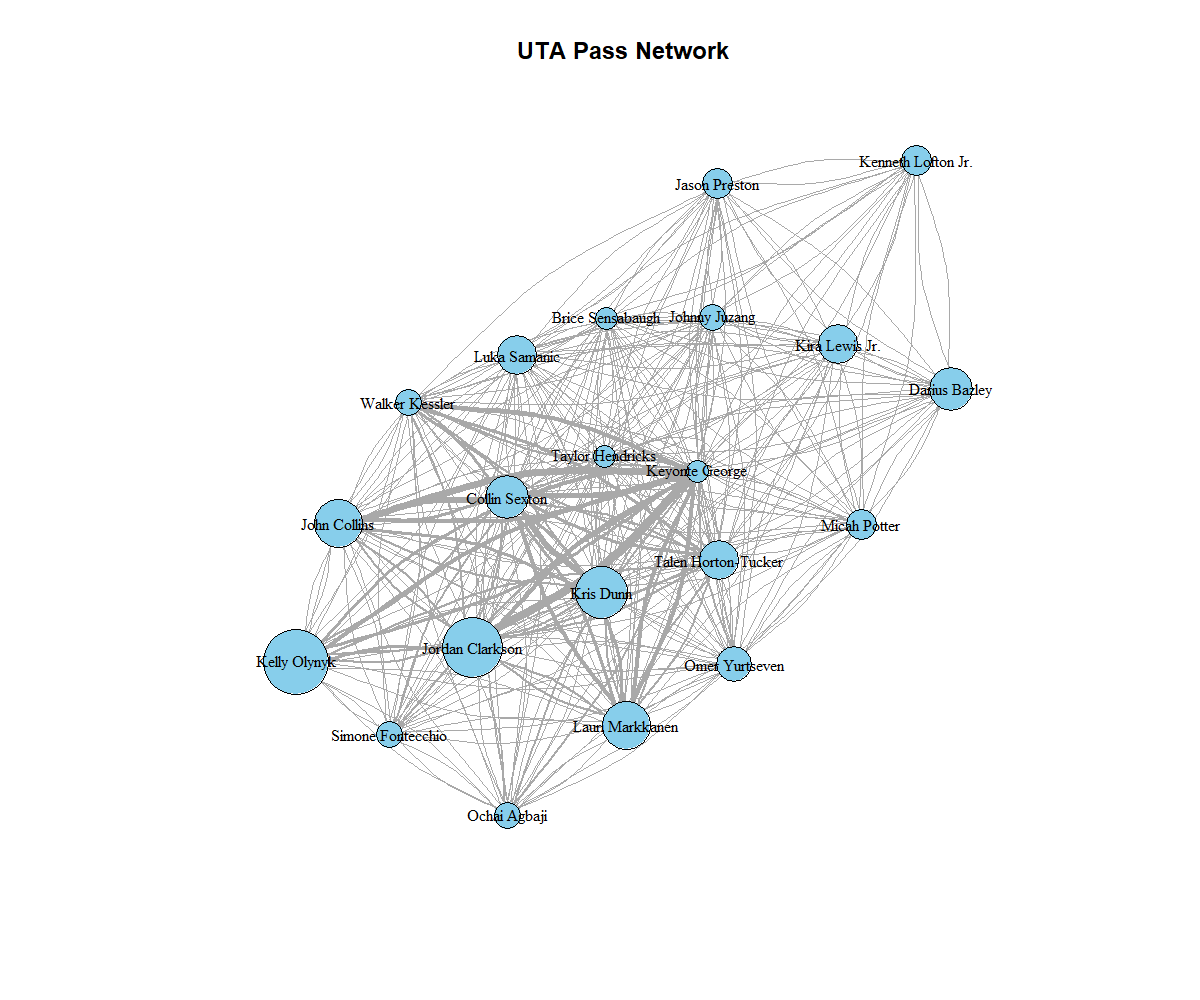 UTA Pass Network
Kenneth Lofton Jr.
Jason Preston
Brice Sensabaugh
Johnny Juzang
Kira Lewis Jr.
Luka Samanic
Darius Bazley
Walker Kessler
Taylor Hendricks
Keyonte George
Collin Sexton
John Collins
Micah Potter
Talen Horton-Tucker
Kris Dunn
Jordan Clarkson
Kelly Olynyk
Omer Yurtseven
Lauri Markkanen
Simone Fontecchio
Ochai Agbaji